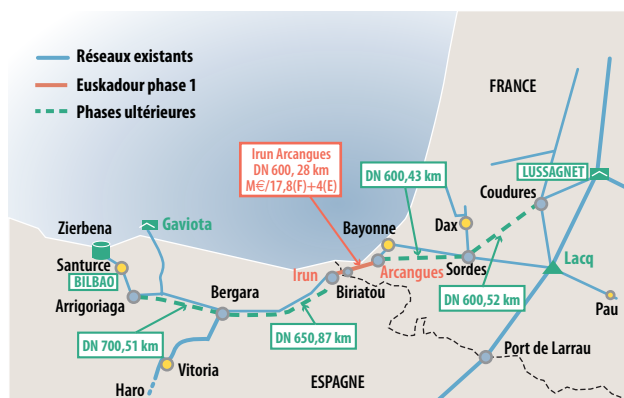 Réseaux existants
Euskadour phase 1
Phases ultérieures
FRANCE
Irun Arcangues
DN 600, 28 km
M€/17,8(F)+4(E)
DN 600,43 km
LUSSAGNET
Coudures
Zierbena
Gaviota
Bayonne
Dax
Santurce
BILBAO
Irun
Arcangues
Sordes
Lacq
Arrigoriaga
Bergara
Biriatou
DN 600,52 km
Pau
DN 700,51 km
DN 650,87 km
Port de Larrau
Vitoria
ESPAGNE
Haro